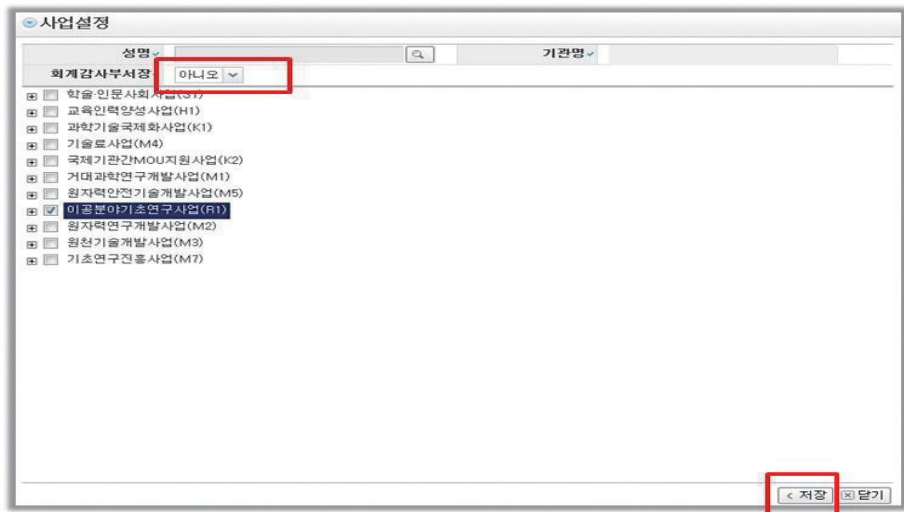 사업설정
성명 기관명
회계감사부서장 아니오
학술·인문사회사업(S1)
교육인력양성사업(H1)
과학기술국제화사업(K1)
기술료사업(M4)
국제기관간MOU지원사업(K2)
거대과학연구개발사업(M1)
원자력안전기술개발사업(M5)
이공분야기초연구사업(R1)
원자력연구개발사업(M2)
원천기술개발사업(M3)
기초연구진흥사업(M7)
< 저장 닫기